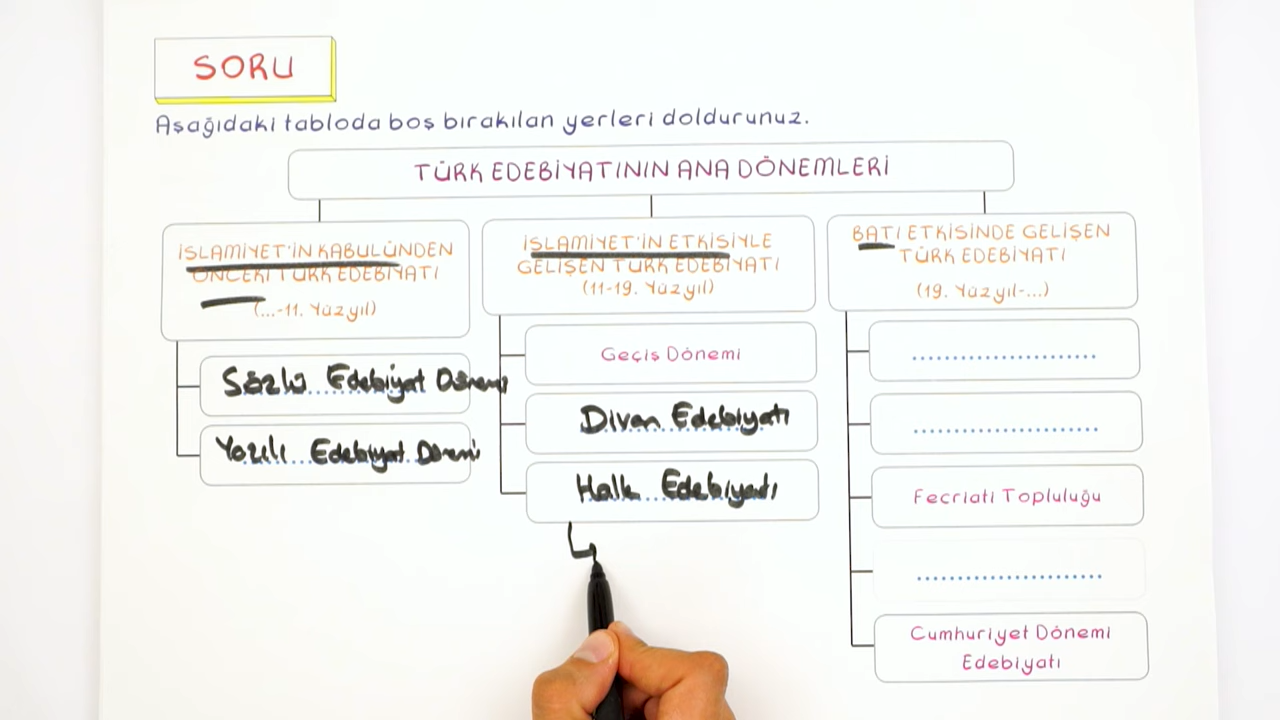 SORU
Aşağıdaki tabloda boş bırakılan yerleri doldurunuz.
TÜRK EDEBİYATININ ANA DÖNEMLERİ
İSLAMİYET'İN KABULÜNDEN
ÖNCEKİ TÜRK EDEBİYATI
(...-11. Yüzyıl)
Sözlü Edebiyat Dönemi
Yazılı Edebiyat Dönemi
İSLAMİYET'İN ETKİSİYLE
GELİŞEN TÜRK EDEBİYATI
(11-19. Yüzyıl)
Geçiş Dönemi
Divan Edebiyatı
Halk Edebiyatı
BATI ETKİSİNDE GELİŞEN
TÜRK EDEBİYATI
(19. Yüzyıl-...)
Fecriati Topluluğu
Cumhuriyet Dönemi
Edebiyatı